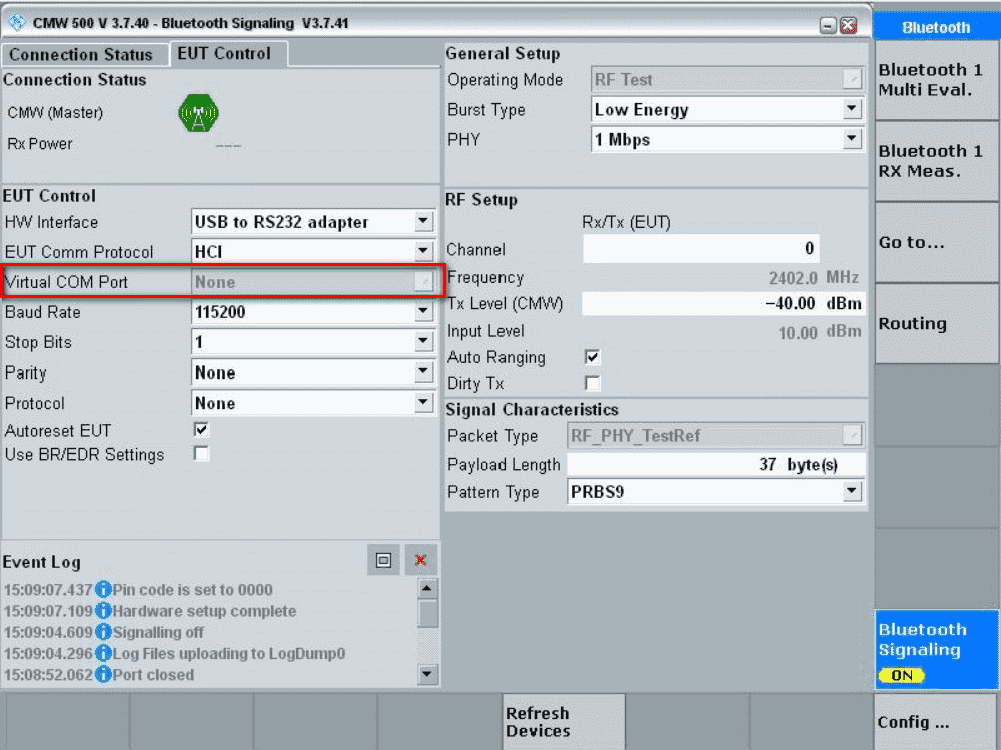 CMW 500 V 3.7.40 - Bluetooth Signaling V3.7.41
Connection Status
EUT Control
Connection Status
CMW (Master)
Rx Power
---
EUT Control
HW Interface
USB to RS232 adapter
EUT Comm Protocol
HCI
Virtual COM Port
None
Baud Rate
115200
Stop Bits
1
Parity
None
Protocol
None
Autoreset EUT
Use BR/EDR Settings
Event Log
15:09:07.437 Pin code is set to 0000
15:09:07.109 Hardware setup complete
15:09:04.609 Signalling off
15:09:04.296 Log Files uploading to LogDump0
15:08:52.062 Port closed
General Setup
Operating Mode
RF Test
Burst Type
Low Energy
PHY
1 Mbps
RF Setup
Rx/Tx (EUT)
Channel
0
Frequency
2402.0 MHz
Tx Level (CMW)
-40.00 dBm
Input Level
10.00 dBm
Auto Ranging
Dirty Tx
Signal Characteristics
Packet Type
RF_PHY_TestRef
Payload Length
37 byte(s)
Pattern Type
PRBS9
Bluetooth
Bluetooth 1
Multi Eval.
Bluetooth 1
RX Meas.
Go to...
Routing
Bluetooth
Signaling
ON
Refresh
Devices
Config ...